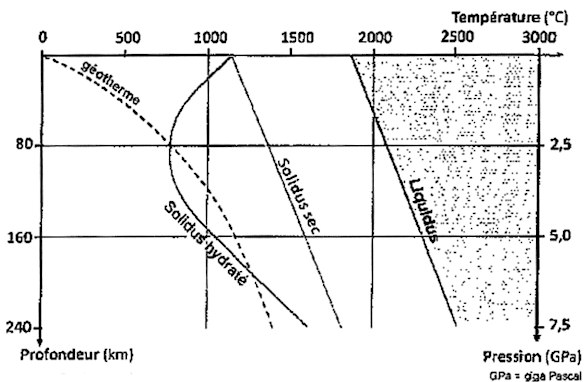 Température (°C)
0 500 1000 1500 2000 2500 3000
géotherme
80 2,5
Solidus sec
Liquidus
Solidus hydraté
160 5,0
240 7,5
Profondeur (km) Pression (GPa)
GPa = giga Pascal